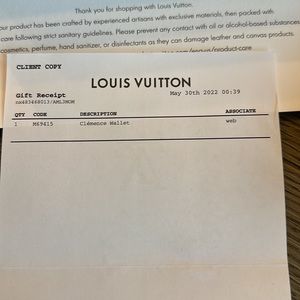 Thank you for shopping with Louis Vuitton.
our product has been crafted by experienced artisans with exclusive materials, then packed with
care following strict sanitary guidelines. Please prevent any contact with oil or alcohol-based substances
cosmetics, perfume, hand sanitizer, or disinfectants as they can damage leather and canvas products.
CLIENT COPY
LOUIS VUITTON
Gift Receipt
May 30th 2022 00:39
QTY CODE DESCRIPTION ASSOCIATE
1 M69415 Clémence Wallet web